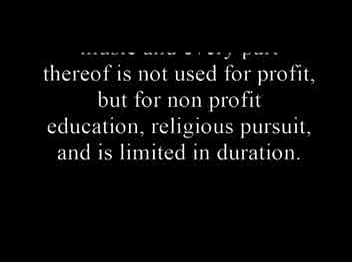 music and every part
thereof is not used for profit,
but for non profit
education, religious pursuit,
and is limited in duration.